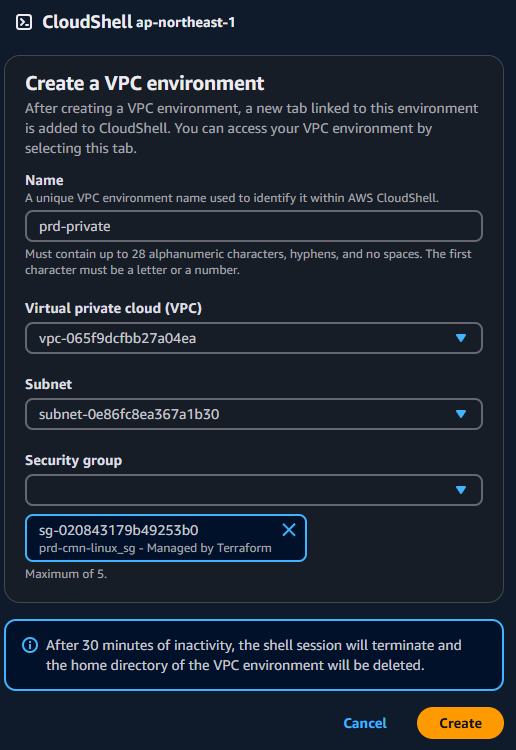 CloudShell ap-northeast-1
Create a VPC environment
After creating a VPC environment, a new tab linked to this environment
is added to CloudShell. You can access your VPC environment by
selecting this tab.
Name
A unique VPC environment name used to identify it within AWS CloudShell.
prd-private
Must contain up to 28 alphanumeric characters, hyphens, and no spaces. The first
character must be a letter or a number.
Virtual private cloud (VPC)
vpc-065f9dcfbb27a04ea
Subnet
subnet-0e86fc8ea367a1b30
Security group
sg-020843179b49253b0
prd-cmn-linux_sg - Managed by Terraform
Maximum of 5.
After 30 minutes of inactivity, the shell session will terminate and
the home directory of the VPC environment will be deleted.
Cancel
Create